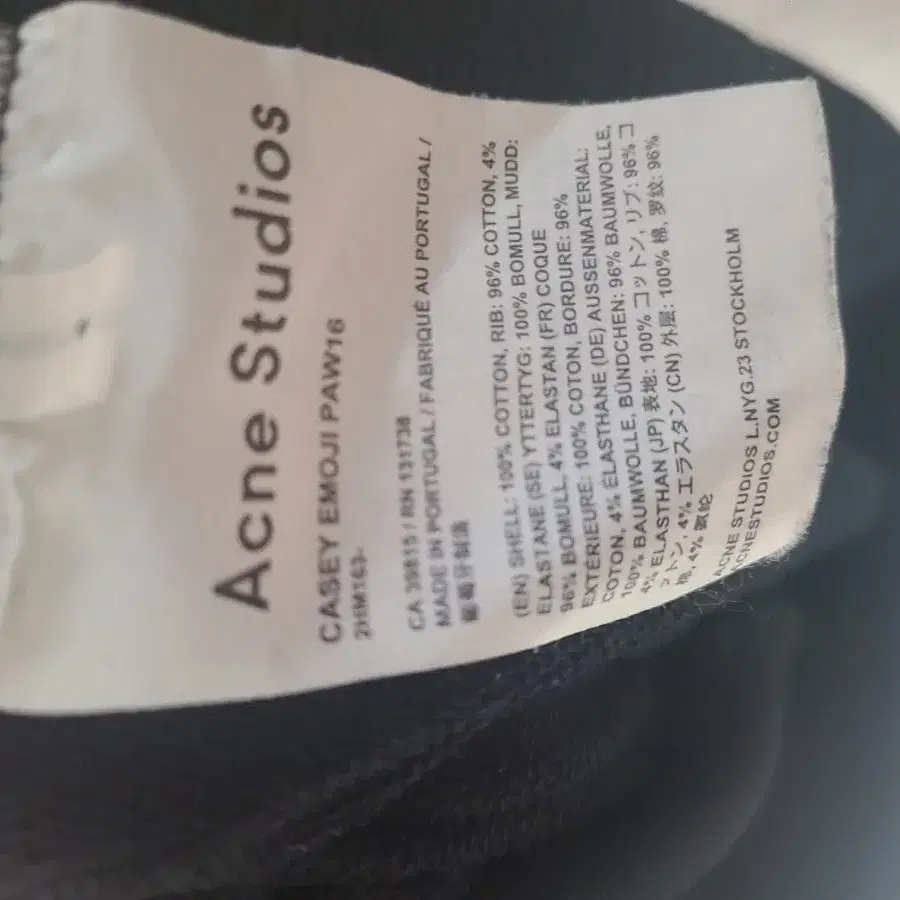 Acne Studios
CASEY EMOJI PAW16
CA 39815 / RN 131738
MADE IN PORTUGAL / FABRIQUÉ AU PORTUGAL /
葡萄牙制造
(EN) SHELL: 100% COTTON, RIB: 96% COTTON, 4%
ELASTANE (SE) YTTERTYG: 100% BOMULL, MUDD:
96% BOMULL, 4% ELASTAN (FR) COQUE
EXTÉRIEURE: 100% COTON, BORDURE: 96%
COTON, 4% ÉLASTHANE (DE) AUSSENMATERIAL:
100% BAUMWOLLE, BÜNDCHEN: 96% BAUMWOLLE,
4% ELASTHAN (JP) 表地: 100% コットン, リブ: 96% コ
ットン, 4% エラスタン (CN) 外层: 100% 棉, 罗纹: 96%
棉, 4% 氨纶
ACNE STUDIOS L.NYG.23 STOCKHOLM
ACNESTUDIOS.COM